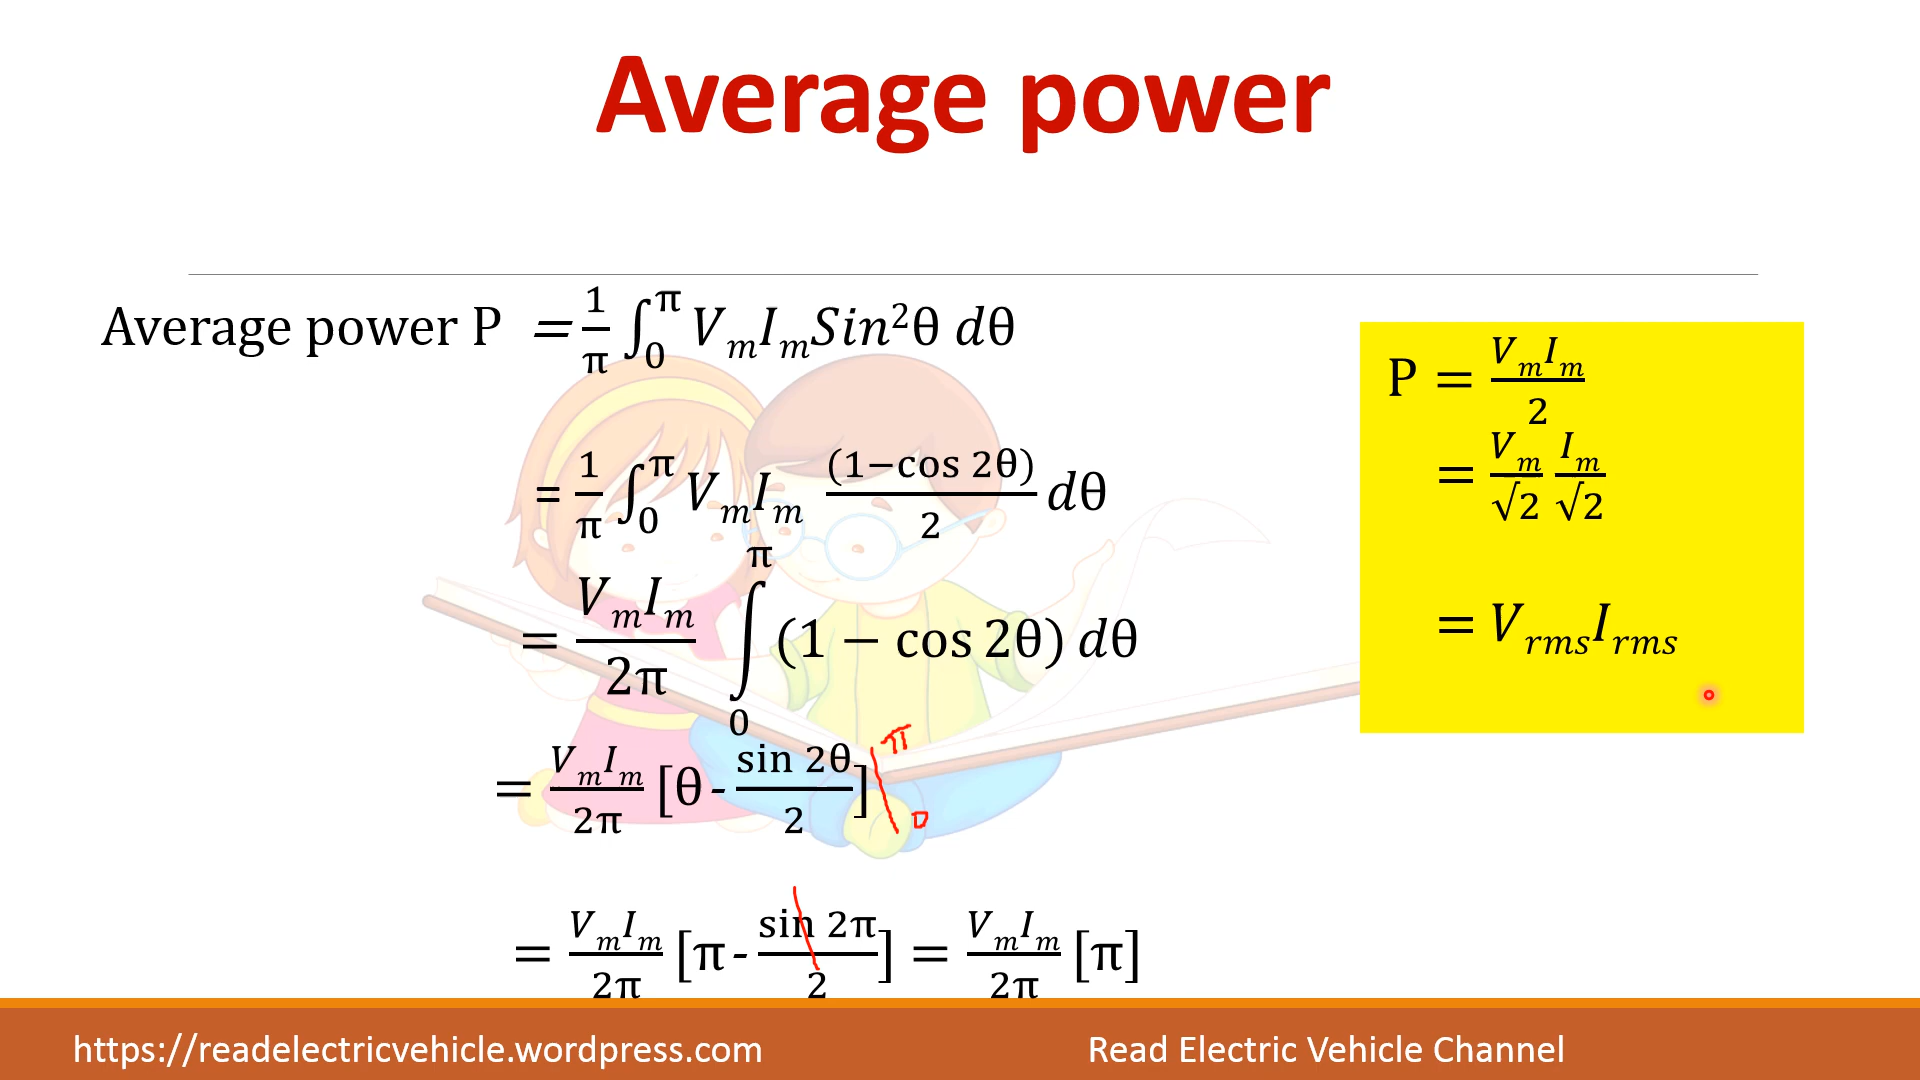 Average power
Average power P = 1/π ∫₀^π VₘIₘSin²θ dθ
= 1/π ∫₀^π VₘIₘ (1−cos 2θ)/2 dθ
= VₘIₘ/2π ∫₀^π (1 − cos 2θ) dθ
= VₘIₘ/2π [θ- sin 2θ/2] π 0
= VₘIₘ/2π [π- sin 2π/2] = VₘIₘ/2π [π]
P = VₘIₘ/2
= Vₘ/√2 Iₘ/√2
= V_rms I_rms
https://readelectricvehicle.wordpress.com
Read Electric Vehicle Channel